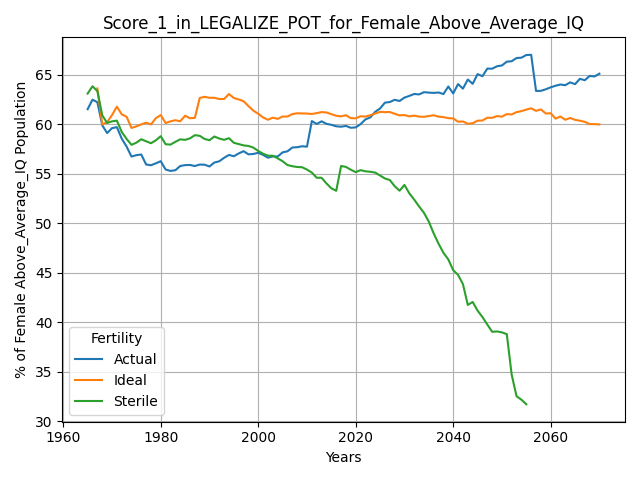 Score_1_in_LEGALIZE_POT_for_Female_Above_Average_IQ
% of Female Above_Average_IQ Population
65
60
55
50
45
40
35
30
Fertility
Actual
Ideal
Sterile
1960 1980 2000 2020 2040 2060
Years